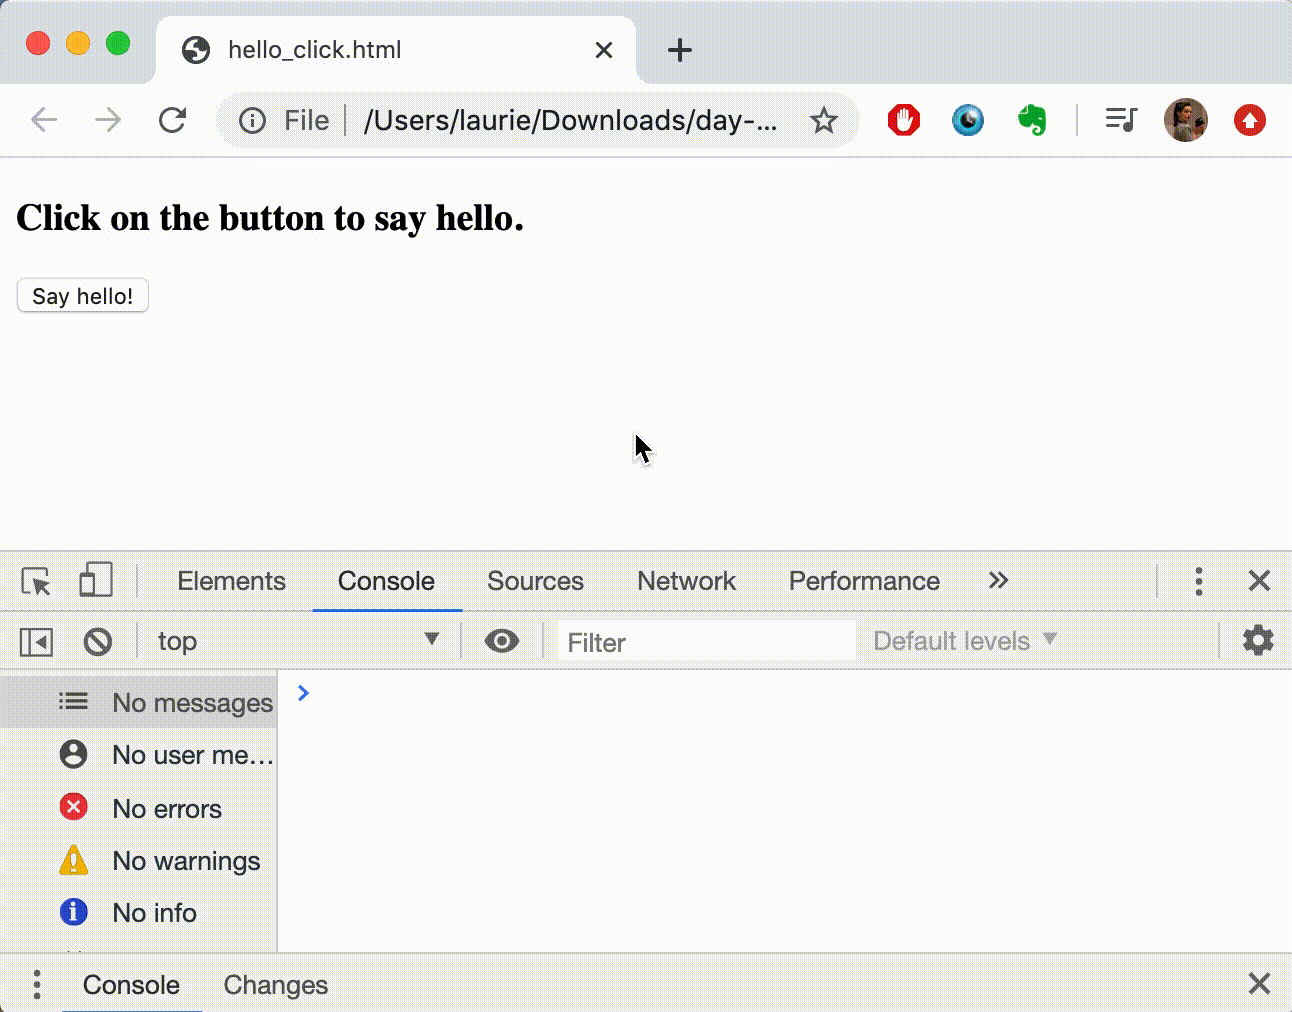 hello_click.html
File
/Users/laurie/Downloads/day-...
Click on the button to say hello.
Say hello!
Elements Console Sources Network Performance
top Filter Default levels
No messages
No user me...
No errors
No warnings
No info
Console Changes